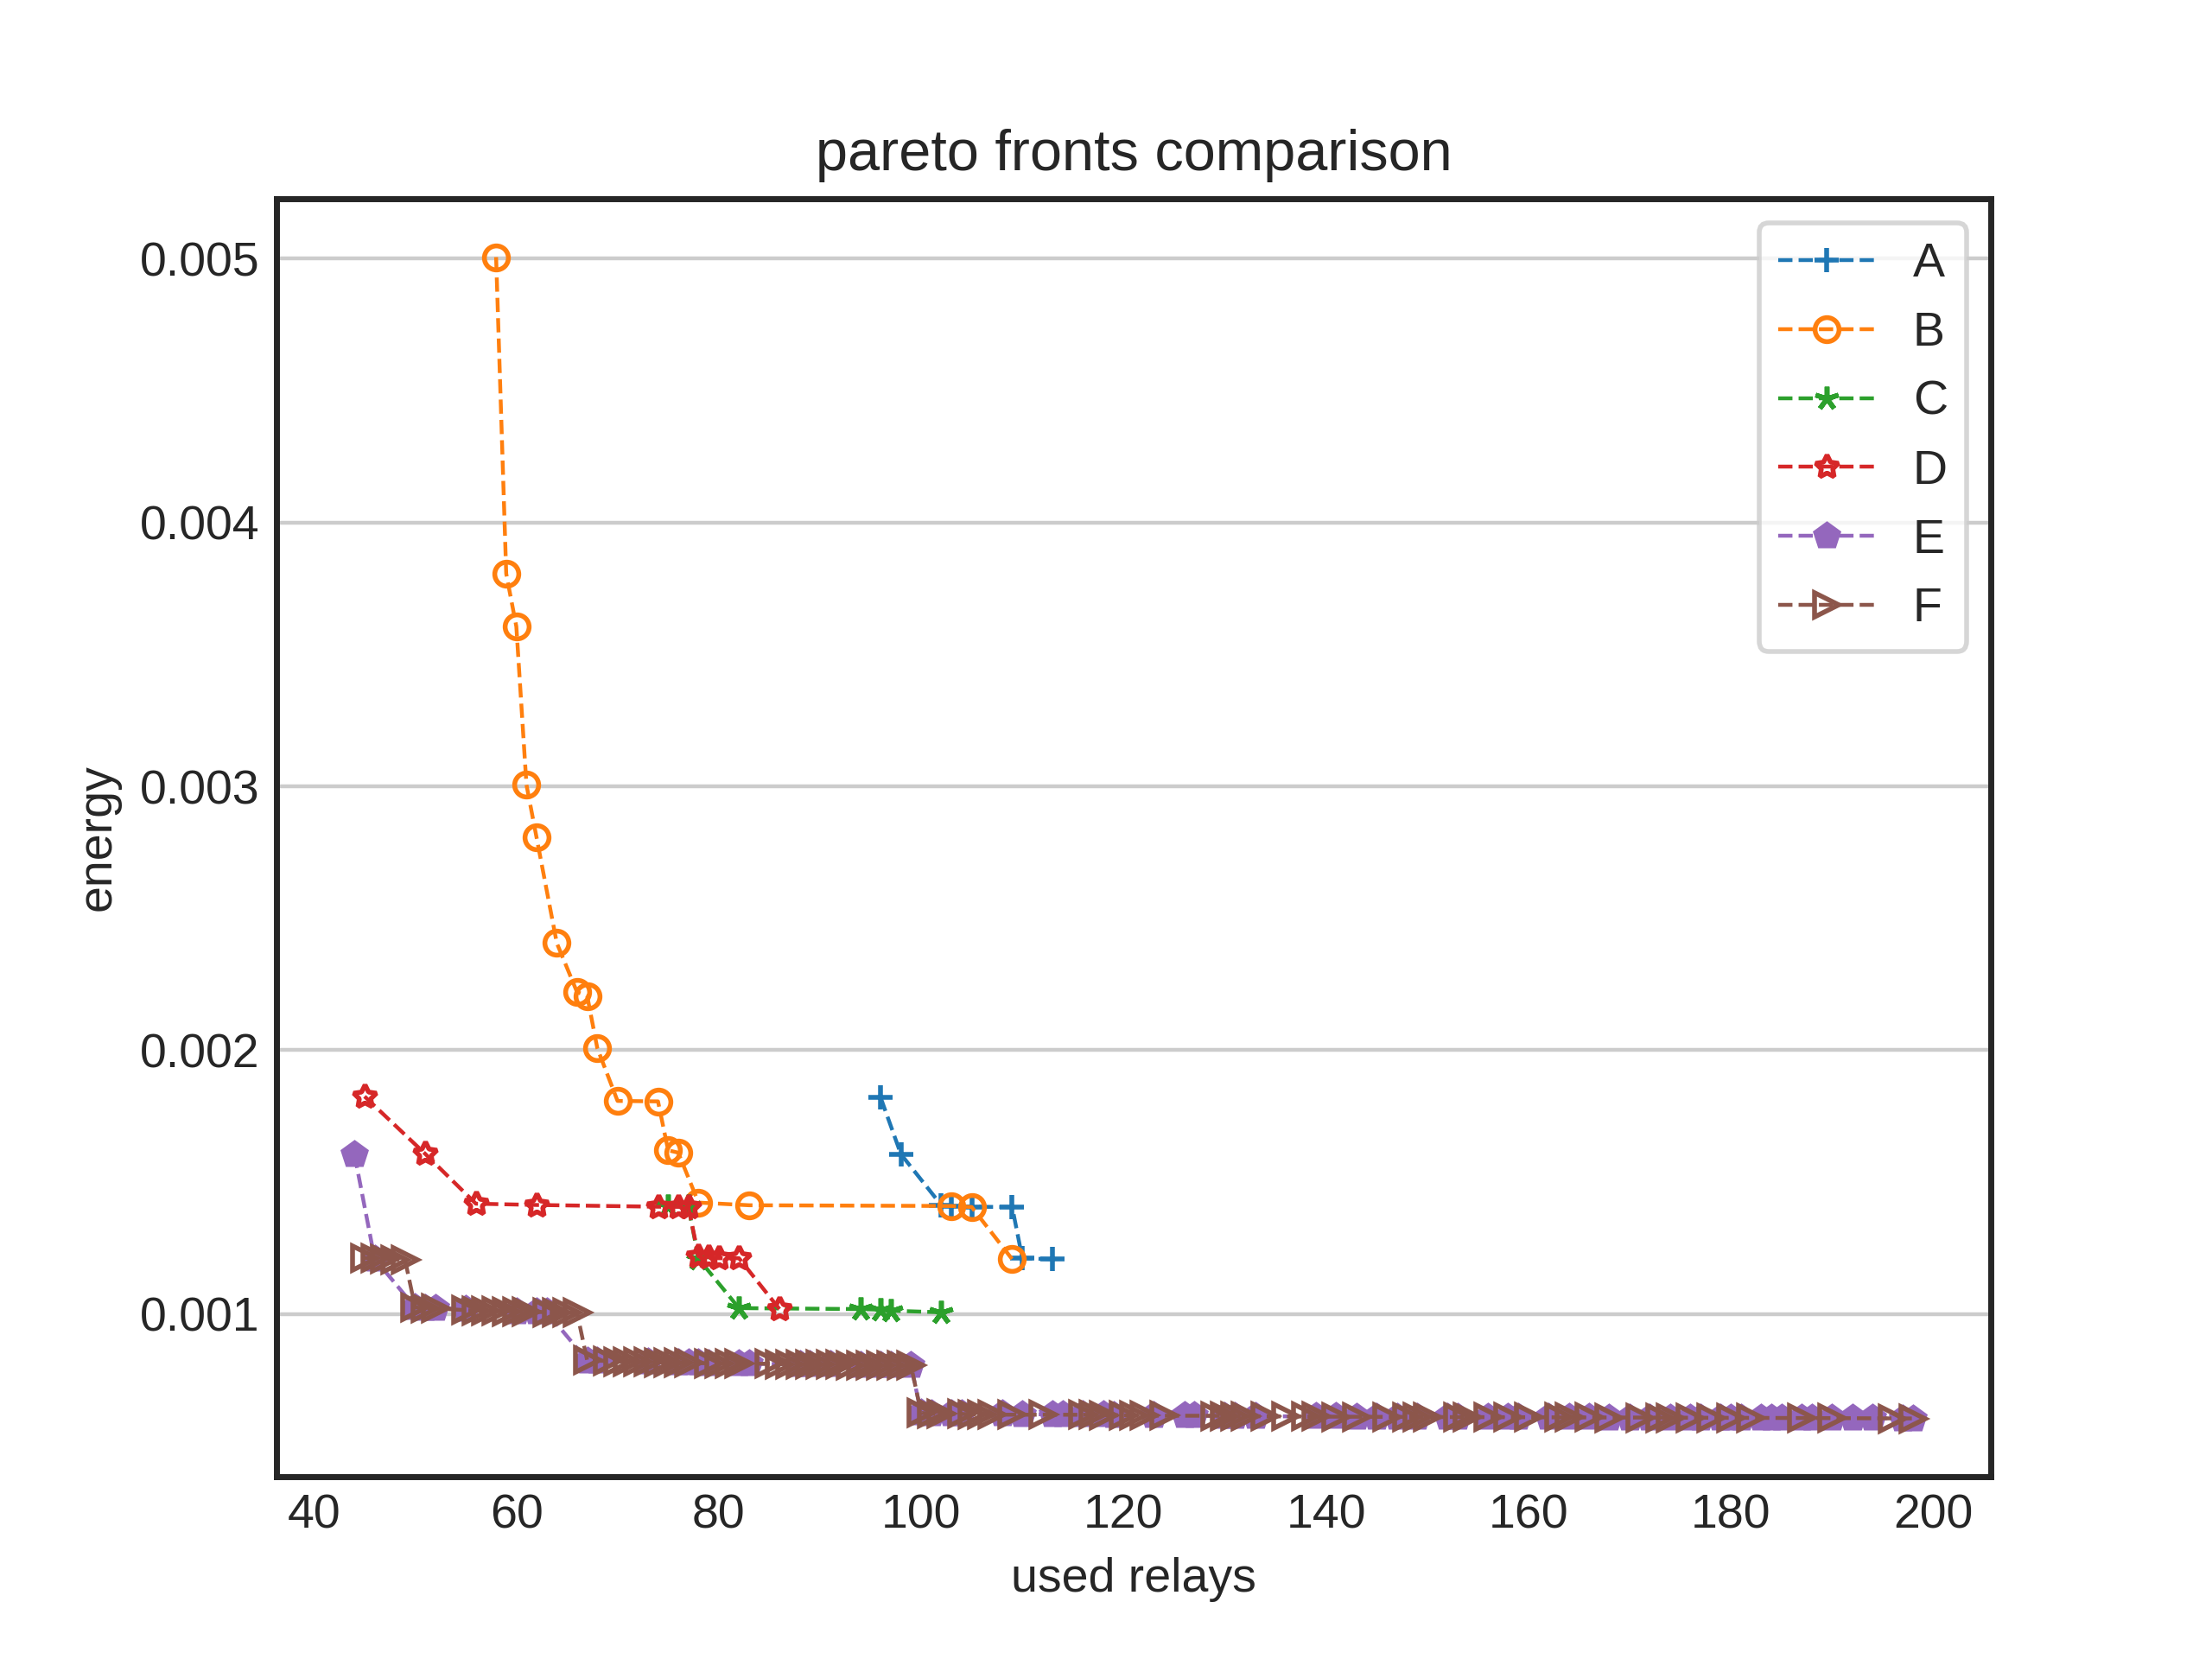 pareto fronts comparison
0.005
0.004
0.003
0.002
0.001
energy
A
B
C
D
E
F
40 60 80 100 120 140 160 180 200
used relays